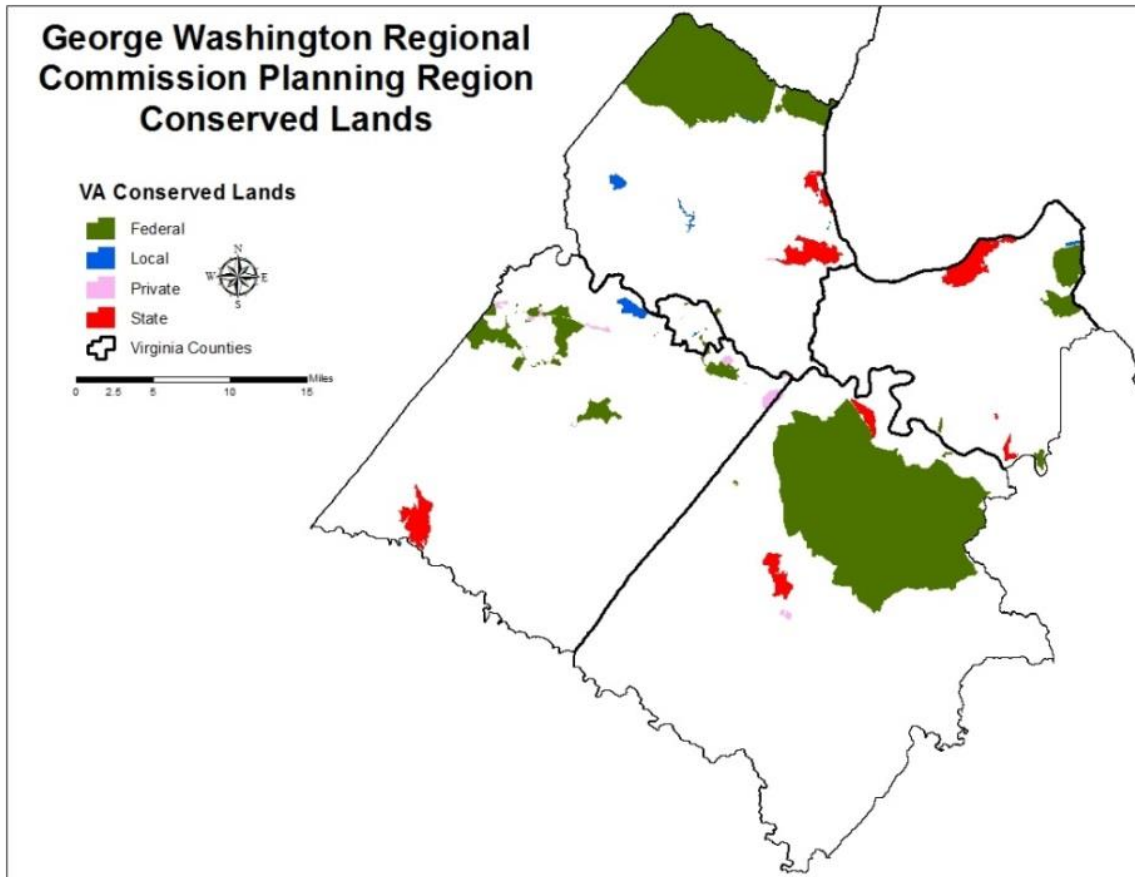 George Washington Regional
Commission Planning Region
Conserved Lands
VA Conserved Lands
Federal
Local
Private
State
Virginia Counties
N
W E
S
Miles
0 2.5 5 10 15